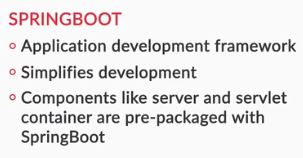 SPRINGBOOT
Application development framework
Simplifies development
Components like server and servlet
container are pre-packaged with
SpringBoot